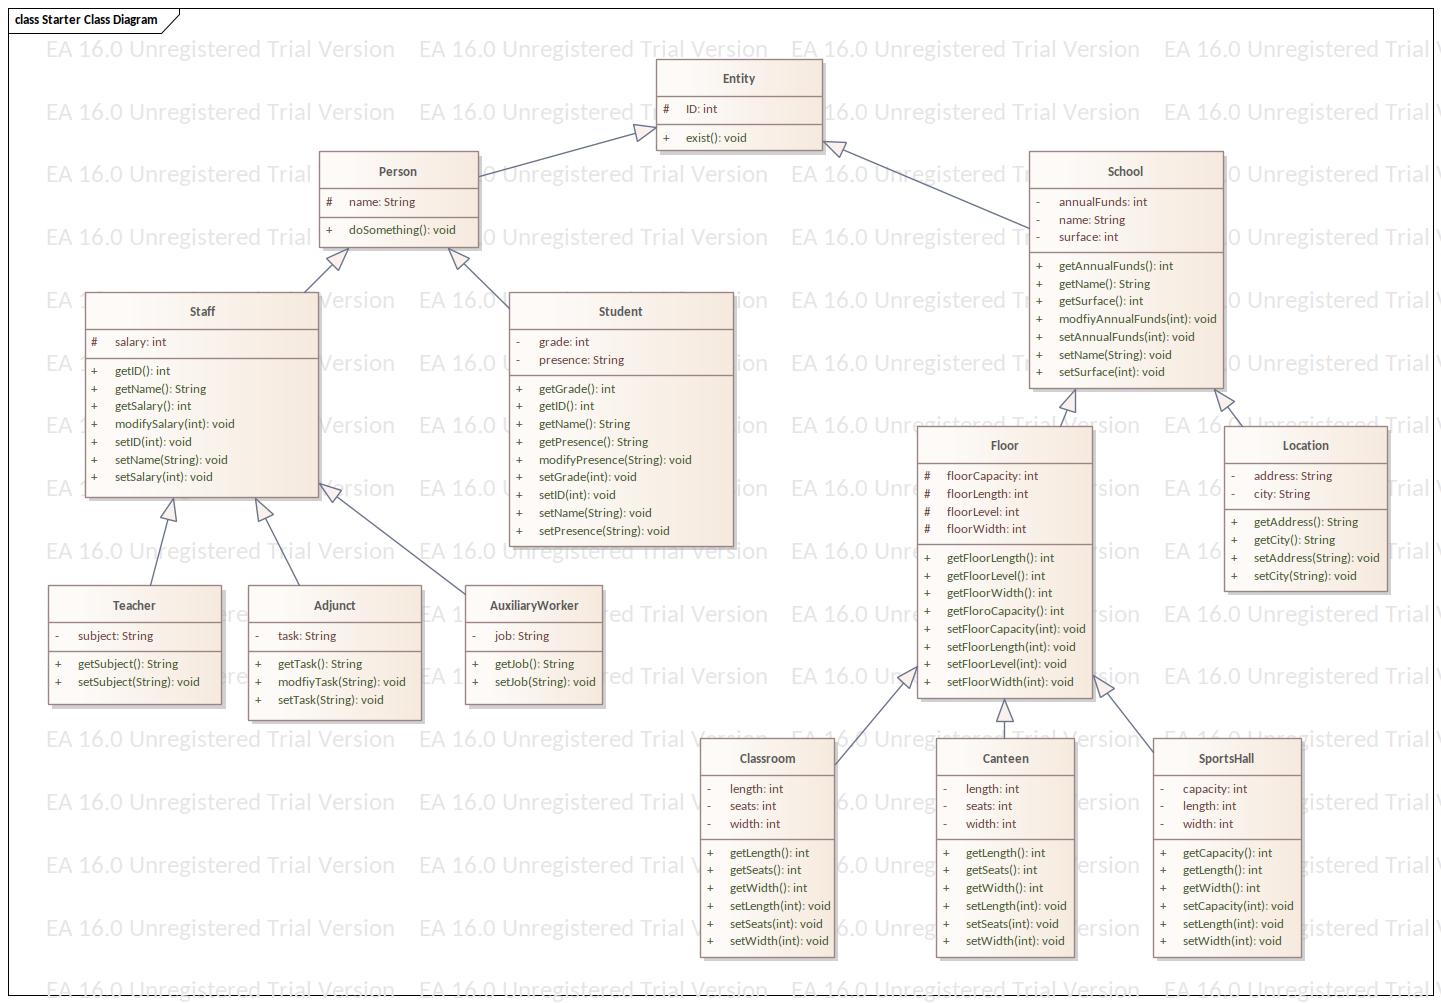 class Starter Class Diagram
EA 16.0 Unregistered Trial Version
Entity
# ID: int
+ exist(): void
Person
# name: String
+ doSomething(): void
School
- annualFunds: int
- name: String
- surface: int
+ getAnnualFunds(): int
+ getName(): String
+ getSurface(): int
+ modfiyAnnualFunds(int): void
+ setAnnualFunds(int): void
+ setName(String): void
+ setSurface(int): void
Staff
# salary: int
+ getID(): int
+ getName(): String
+ getSalary(): int
+ modifySalary(int): void
+ setID(int): void
+ setName(String): void
+ setSalary(int): void
Student
- grade: int
- presence: String
+ getGrade(): int
+ getID(): int
+ getName(): String
+ getPresence(): String
+ modifyPresence(String): void
+ setGrade(int): void
+ setID(int): void
+ setName(String): void
+ setPresence(String): void
Floor
# floorCapacity: int
# floorLength: int
# floorLevel: int
# floorWidth: int
+ getFloorLength(): int
+ getFloorLevel(): int
+ getFloorWidth(): int
+ getFloroCapacity(): int
+ setFloorCapacity(int): void
+ setFloorLength(int): void
+ setFloorLevel(int): void
+ setFloorWidth(int): void
Location
- address: String
- city: String
+ getAddress(): String
+ getCity(): String
+ setAddress(String): void
+ setCity(String): void
Teacher
- subject: String
+ getSubject(): String
+ setSubject(String): void
Adjunct
- task: String
+ getTask(): String
+ modfiyTask(String): void
+ setTask(String): void
AuxiliaryWorker
- job: String
+ getJob(): String
+ setJob(String): void
Classroom
- length: int
- seats: int
- width: int
+ getLength(): int
+ getSeats(): int
+ getWidth(): int
+ setLength(int): void
+ setSeats(int): void
+ setWidth(int): void
Canteen
- length: int
- seats: int
- width: int
+ getLength(): int
+ getSeats(): int
+ getWidth(): int
+ setLength(int): void
+ setSeats(int): void
+ setWidth(int): void
SportsHall
- capacity: int
- length: int
- width: int
+ getCapacity(): int
+ getLength(): int
+ getWidth(): int
+ setCapacity(int): void
+ setLength(int): void
+ setWidth(int): void